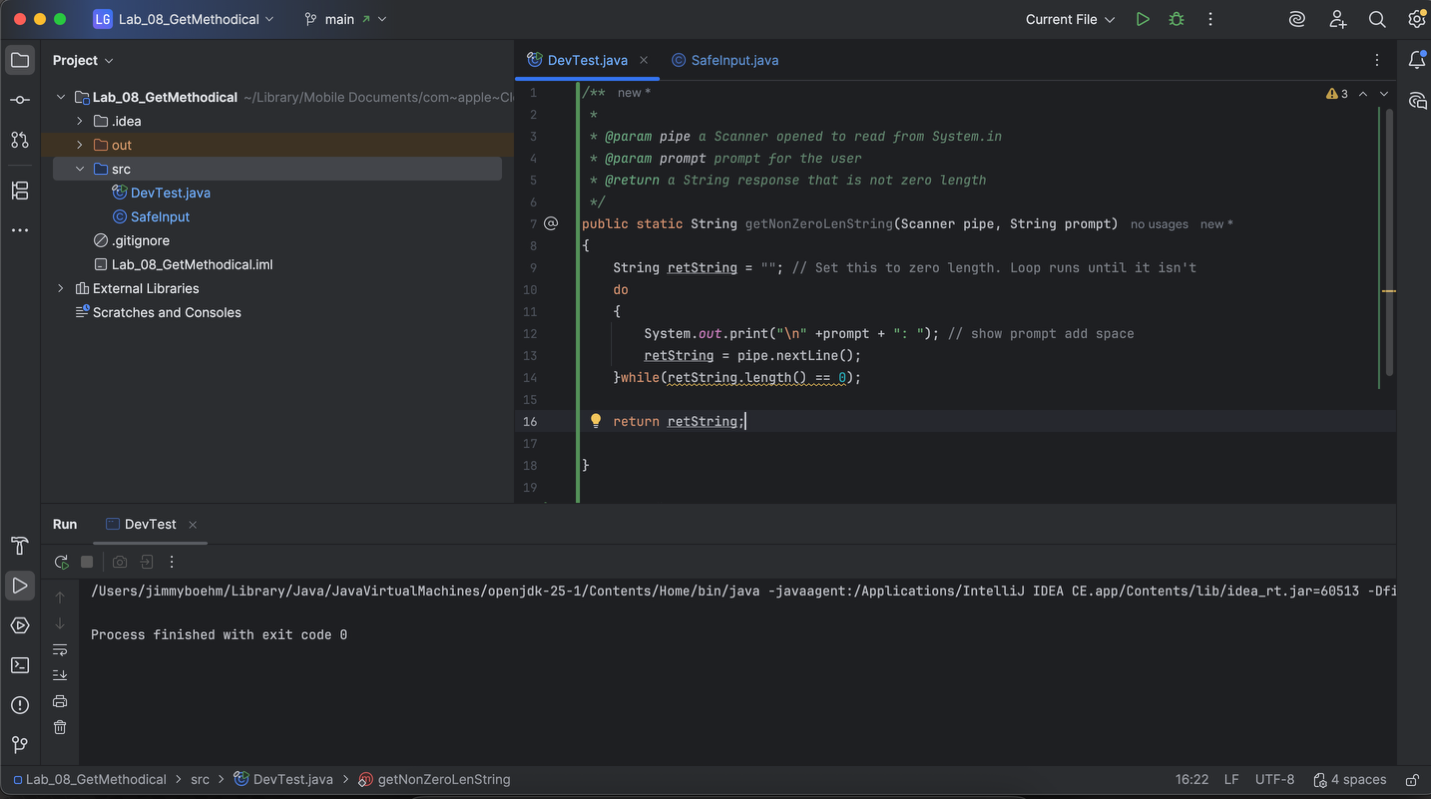 LG Lab_08_GetMethodical main Current File
Project
DevTest.java SafeInput.java
Lab_08_GetMethodical ~/Library/Mobile Documents/com~apple~Cl
.idea
out
src
DevTest.java
SafeInput
.gitignore
Lab_08_GetMethodical.iml
External Libraries
Scratches and Consoles
1 /** new *
3
2 *
3 * @param pipe a Scanner opened to read from System.in
4 * @param prompt prompt for the user
5 * @return a String response that is not zero length
6 */
7 public static String getNonZeroLenString(Scanner pipe, String prompt) no usages new *
8 {
9 String retString = ""; // Set this to zero length. Loop runs until it isn't
10 do
11 {
12 System.out.print("\n" +prompt + ": "); // show prompt add space
13 retString = pipe.nextLine();
14 }while(retString.length() == 0);
15
16 return retString;
17
18 }
19
Run DevTest
/Users/jimmyboehm/Library/Java/JavaVirtualMachines/openjdk-25-1/Contents/Home/bin/java -javaagent:/Applications/IntelliJ IDEA CE.app/Contents/lib/idea_rt.jar=60513 -Dfi
Process finished with exit code 0
Lab_08_GetMethodical > src > DevTest.java > getNonZeroLenString 16:22 LF UTF-8 4 spaces